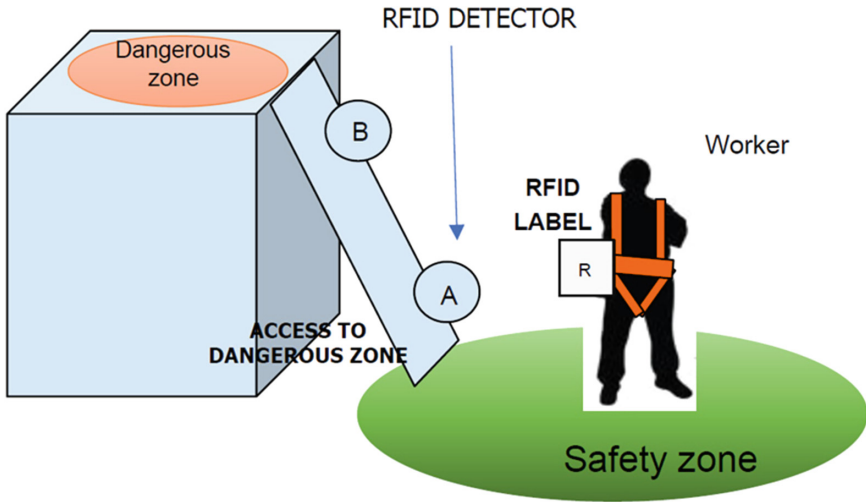 RFID DETECTOR
Dangerous
zone
B
Worker
RFID
LABEL
R
A
ACCESS TO
DANGEROUS ZONE
Safety zone